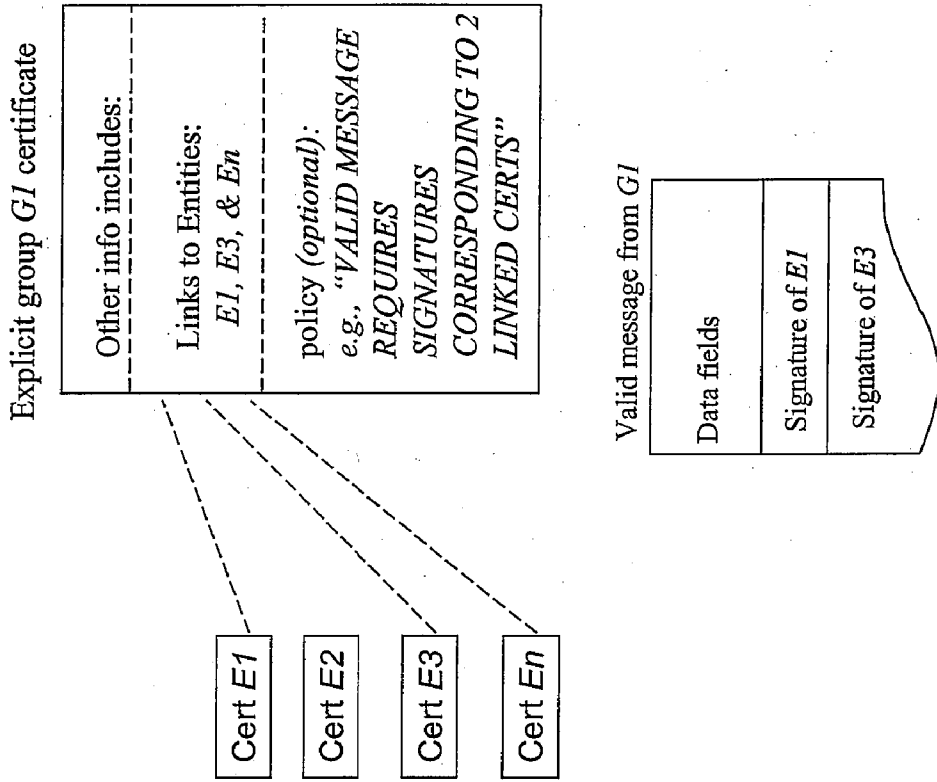 Explicit group G1 certificate
Other info includes:
Links to Entities:
E1, E3, & En
policy (optional):
e.g., “VALID MESSAGE
REQUIRES
SIGNATURES
CORRESPONDING TO 2
LINKED CERTS”
Cert E1
Cert E2
Cert E3
Cert En
Valid message from G1
Data fields
Signature of E1
Signature of E3